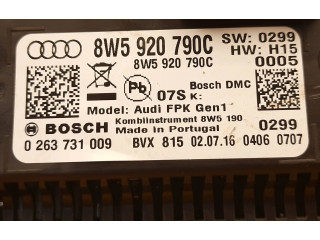 8W5 920 790C SW: 0299
8W5 920 790C HW: H15
0005
Pb 07S Bosch DMC
K:
Model: Audi FPK Gen1
Kombiinstrument 8W5 190
BOSCH Made in Portugal 0299
0 263 731 009 BVX 815 02.07.16 0406 0707